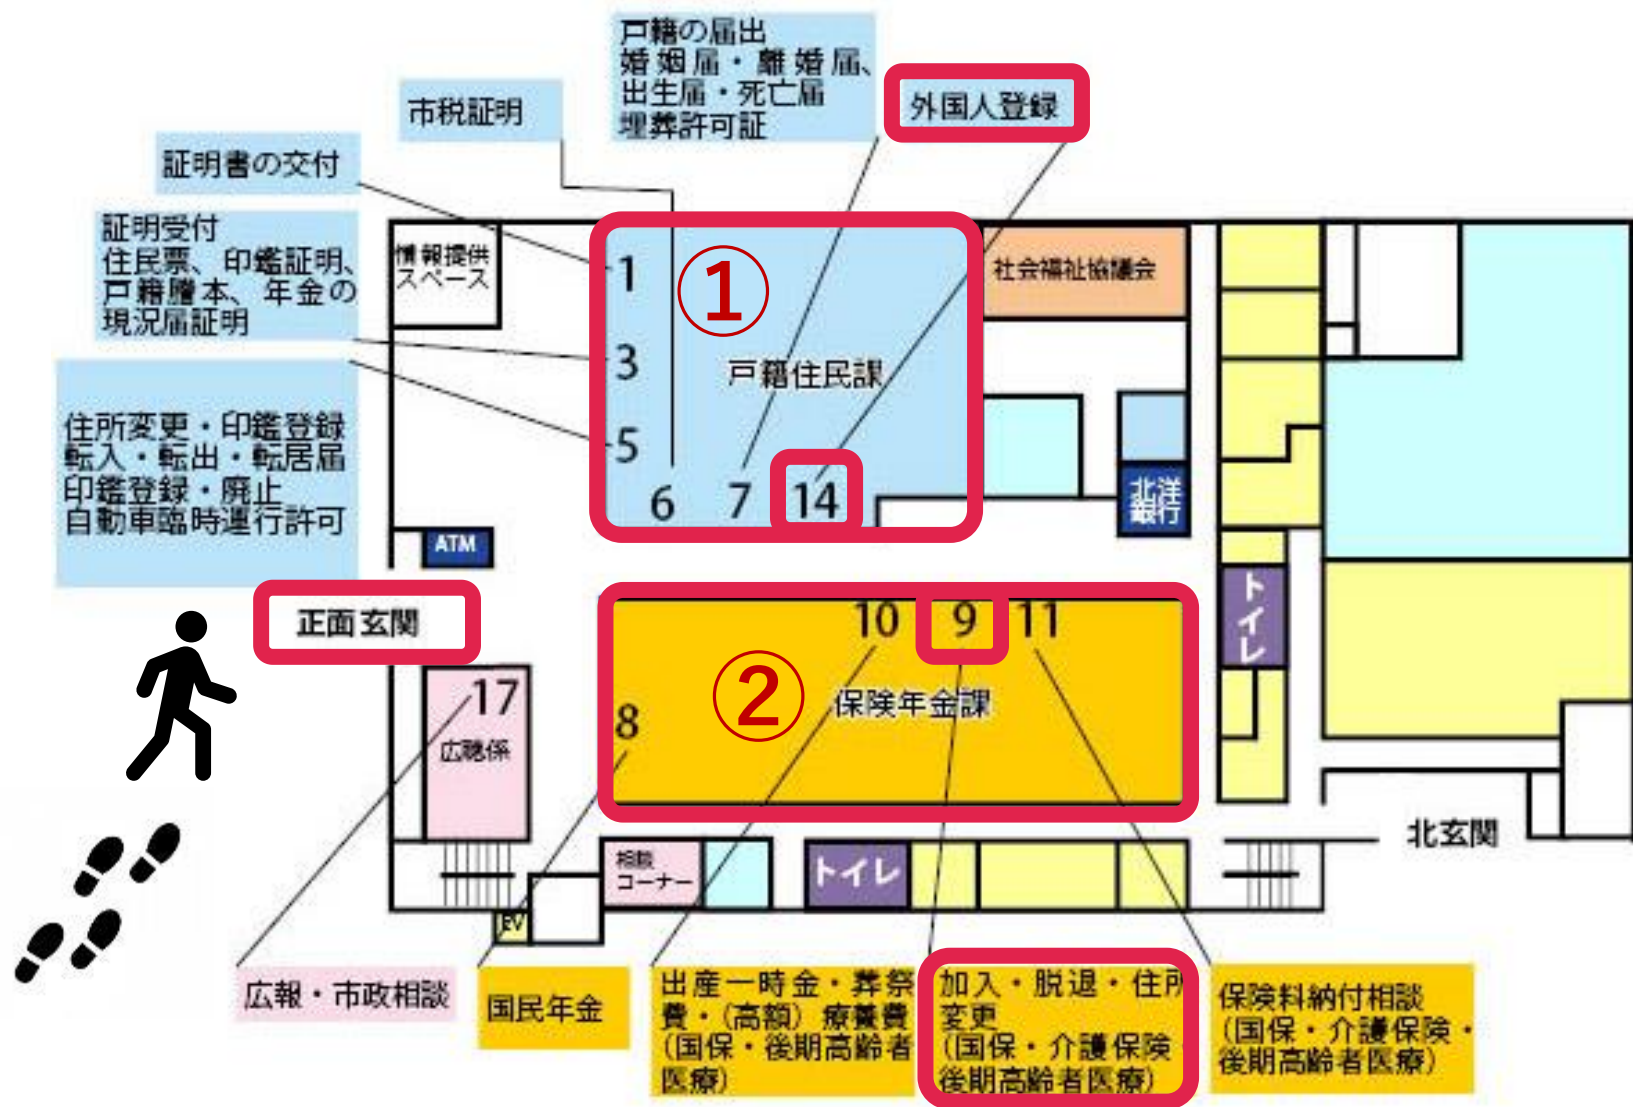 戸籍の届出
婚姻届・離婚届、
出生届・死亡届
埋葬許可証
外国人登録
市税証明
証明書の交付
証明受付
住民票、印鑑証明、
戸籍謄本、年金の
現況届証明
住所変更・印鑑登録
転入・転出・転居届
印鑑登録・廃止
自動車臨時運行許可
情報提供
スペース
1
①
3
戸籍住民課
5
6
7
14
社会福祉協議会
北洋
銀行
ATM
正面玄関
トイレ
10
9
11
17
広聴係
8
②
保険年金課
北玄関
相談
コーナー
トイレ
EV
広報・市政相談
国民年金
出産一時金・葬祭
費・(高額)療養費
(国保・後期高齢者
医療)
加入・脱退・住所
変更
(国保・介護保険・
後期高齢者医療)
保険料納付相談
(国保・介護保険・
後期高齢者医療)